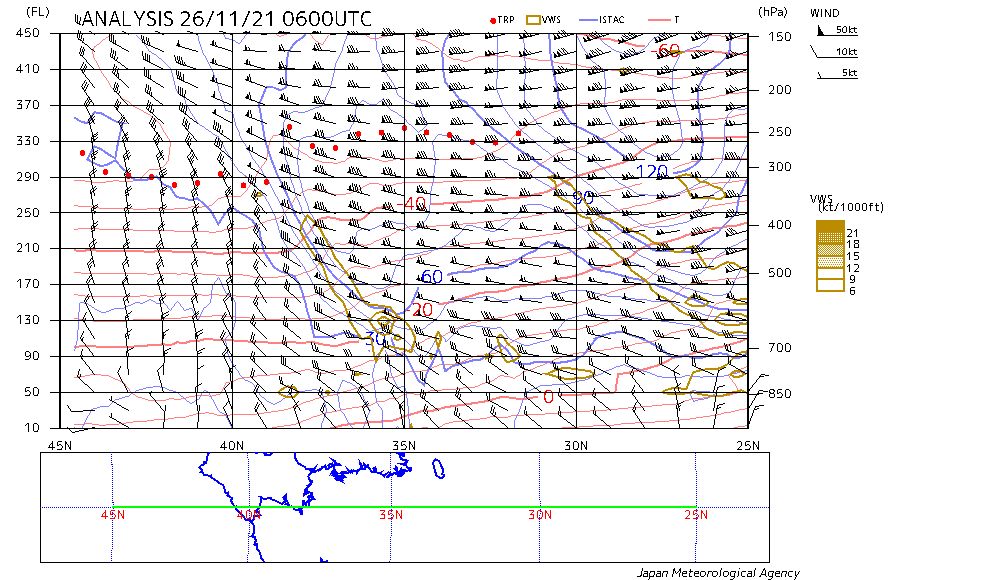 (FL) ANALYSIS 26/11/21 0600UTC TRP VWS ISTAC T (hPa) WIND
450 -60 150 50kt
410 10kt
370 200 5kt
330 250
290 120 300
250 -40 90 VWS
(kt/1000ft)
210 400 21
18
170 60 500 15
12
130 20 9
6
90 30 700
50 0 850
10
45N 40N 35N 30N 25N
45N 40N 35N 30N 25N
Japan Meteorological Agency